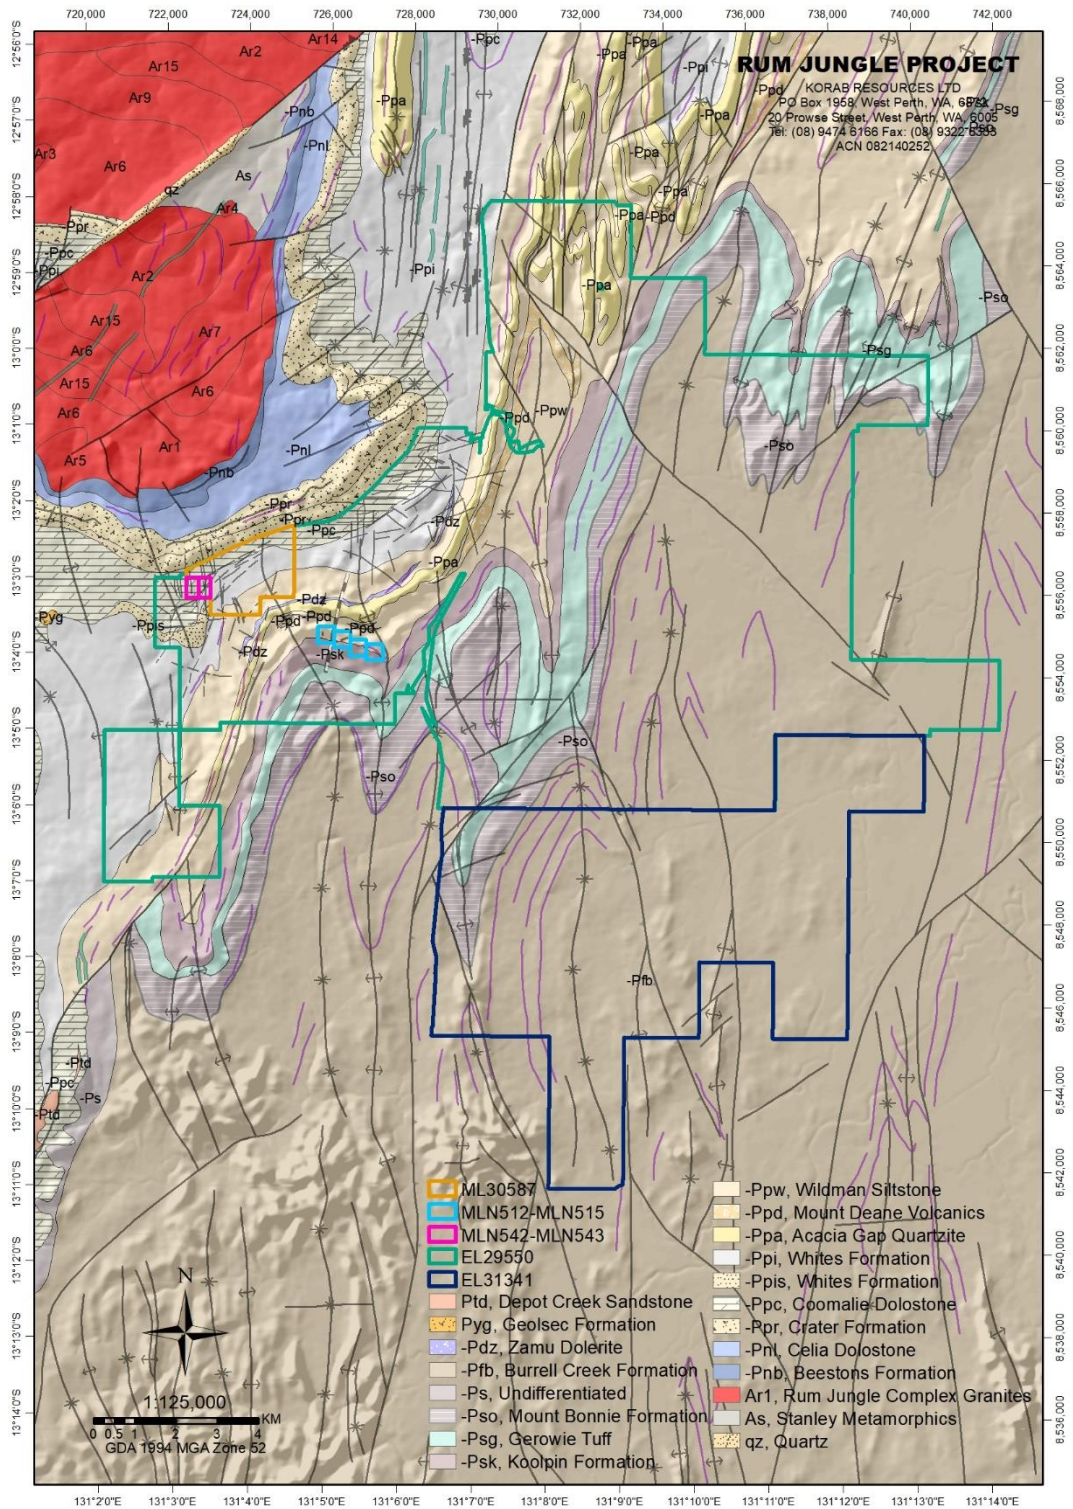 720,000 722,000 724,000 726,000 728,000 730,000 732,000 734,000 736,000 738,000 740,000 742,000
RUM JUNGLE PROJECT
KORAB RESOURCES LTD
PO Box 1958, West Perth, WA, 6872
20 Prowse Street, West Perth, WA, 6005
Tel: (08) 9474 6166 Fax: (08) 9322 6333
ACN 082140252
12°56'0"S
12°57'0"S
12°58'0"S
12°59'0"S
13°0'0"S
13°1'0"S
13°2'0"S
13°3'0"S
13°4'0"S
13°5'0"S
13°6'0"S
13°7'0"S
13°8'0"S
13°9'0"S
13°10'0"S
13°11'0"S
13°12'0"S
13°13'0"S
13°14'0"S
8,568,000
8,566,000
8,564,000
8,562,000
8,560,000
8,558,000
8,556,000
8,554,000
8,552,000
8,550,000
8,548,000
8,546,000
8,544,000
8,542,000
8,540,000
8,538,000
8,536,000
Ar14
Ar2
Ar15
Ar9
Ar3
Ar6
-Pnb
-Pnl
As
qz
Ar4
-Ppr
-Ppc
-Ppi
Ar2
Ar15
Ar7
Ar6
Ar15
Ar6
Ar6
Ar1
Ar5
-Pnb
-Pnl
-Ppc
-Ppa
-Ppa
-Ppa
-Ppi
-Ppd
-Ppa
-Psg
-Pso
-Ppa
-Ppa
-Ppa
-Ppd
-Ppi
-Ppa
-Pso
-Psg
-Ppw
-Ppd
-Pso
-Ppr
-Ppr
-Ppc
-Pdz
-Ppa
-Pyg
-Ppis
-Pdz
-Ppd
-Ppd
-Ppd
-Pdz
-Psk
-Pso
-Pso
-Pfb
-Ptd
-Ppc
-Ps
-Ptd
ML30587
MLN512-MLN515
MLN542-MLN543
EL29550
EL31341
Ptd, Depot Creek Sandstone
Pyg, Geolsec Formation
-Pdz, Zamu Dolerite
-Pfb, Burrell Creek Formation
-Ps, Undifferentiated
-Pso, Mount Bonnie Formation
-Psg, Gerowie Tuff
-Psk, Koolpin Formation
-Ppw, Wildman Siltstone
-Ppd, Mount Deane Volcanics
-Ppa, Acacia Gap Quartzite
-Ppi, Whites Formation
-Ppis, Whites Formation
-Ppc, Coomalie Dolostone
-Ppr, Crater Formation
-Pnl, Celia Dolostone
-Pnb, Beestons Formation
Ar1, Rum Jungle Complex Granites
As, Stanley Metamorphics
qz, Quartz
N
1:125,000
0 0.5 1 2 3 4 KM
GDA 1994 MGA Zone 52
131°2'0"E 131°3'0"E 131°4'0"E 131°5'0"E 131°6'0"E 131°7'0"E 131°8'0"E 131°9'0"E 131°10'0"E 131°11'0"E 131°12'0"E 131°13'0"E 131°14'0"E